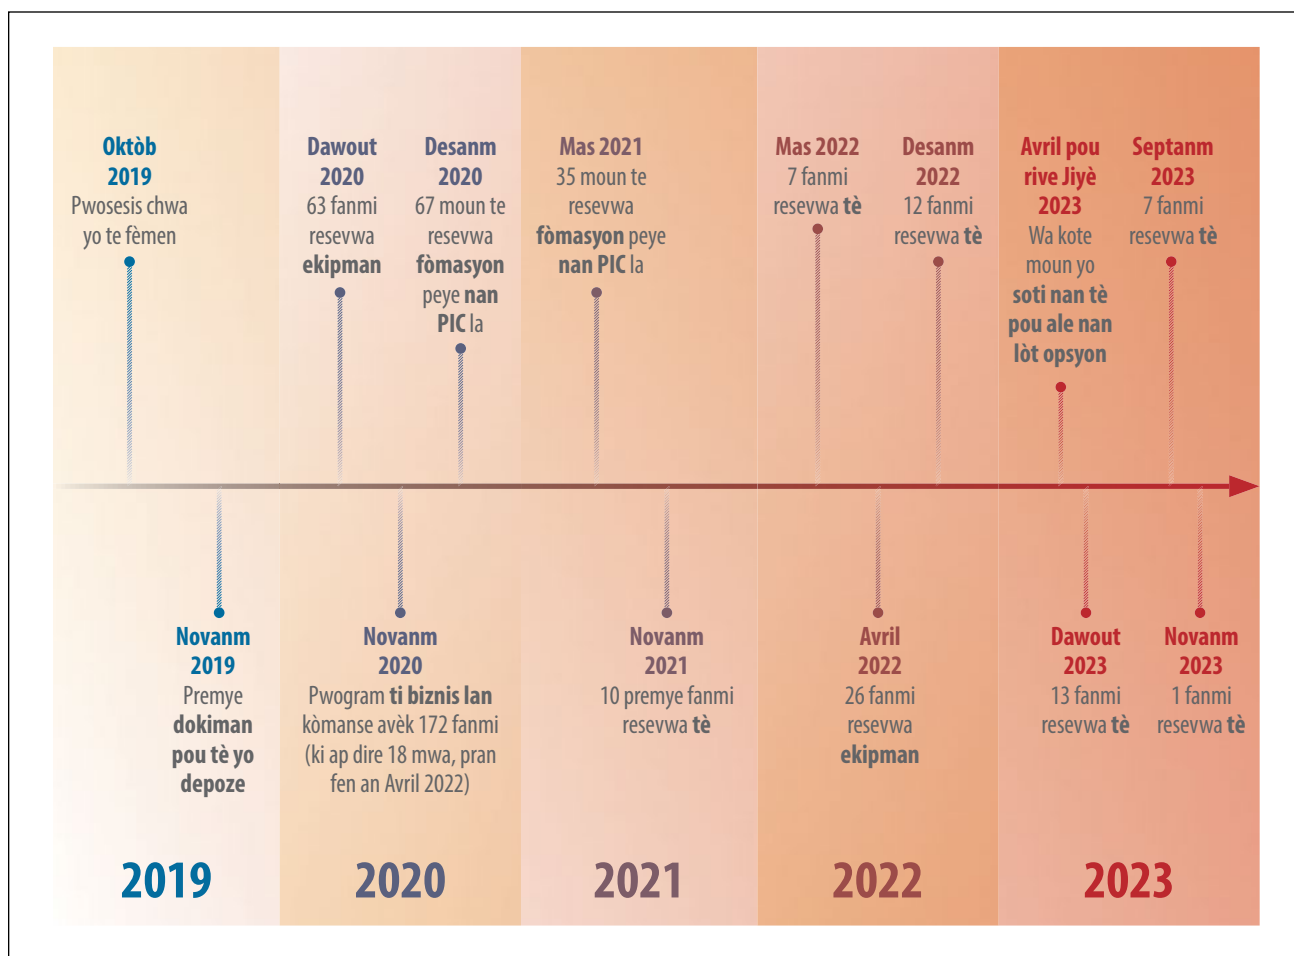 Oktòb
2019
Pwosesis chwa
yo te fèmen
Dawout
2020
63 fanmi
resevwa
ekipman
Desanm
2020
67 moun te
resevwa
fòmasyon
peye nan
PIC la
Mas 2021
35 moun te
resevwa
fòmasyon peye
nan PIC la
Mas 2022
7 fanmi
resevwa tè
Desanm
2022
12 fanmi
resevwa tè
Avril pou
rive Jiyè
2023
Wa kote
moun yo
soti nan tè
pou ale nan
lòt opsyon
Septanm
2023
7 fanmi
resevwa tè
Novanm
2019
Premye
dokiman
pou tè yo
depoze
Novanm
2020
Pwogram ti biznis lan
kòmanse avèk 172 fanmi
(ki ap dire 18 mwa, pran
fen an Avril 2022)
Novanm
2021
10 premye fanmi
resevwa tè
Avril
2022
26 fanmi
resevwa
ekipman
Dawout
2023
13 fanmi
resevwa tè
Novanm
2023
1 fanmi
resevwa tè
2019
2020
2021
2022
2023